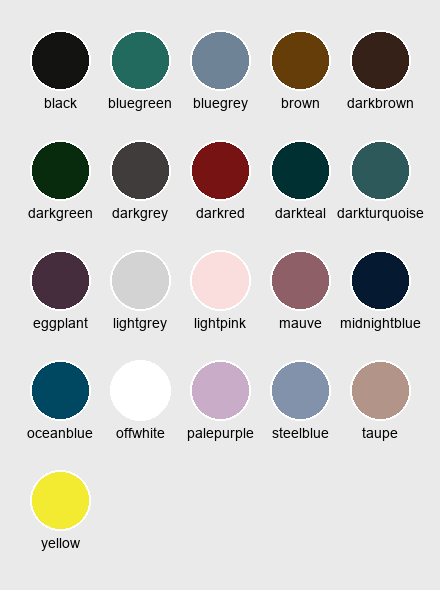 black bluegreen bluegrey brown darkbrown
darkgreen darkgrey darkred darkteal darkturquoise
eggplant lightgrey lightpink mauve midnightblue
oceanblue offwhite palepurple steelblue taupe
yellow